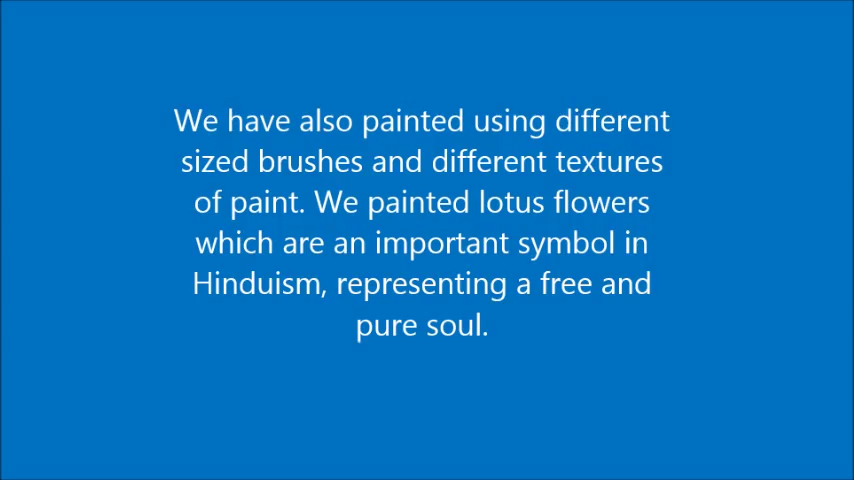 We have also painted using different
sized brushes and different textures
of paint. We painted lotus flowers
which are an important symbol in
Hinduism, representing a free and
pure soul.